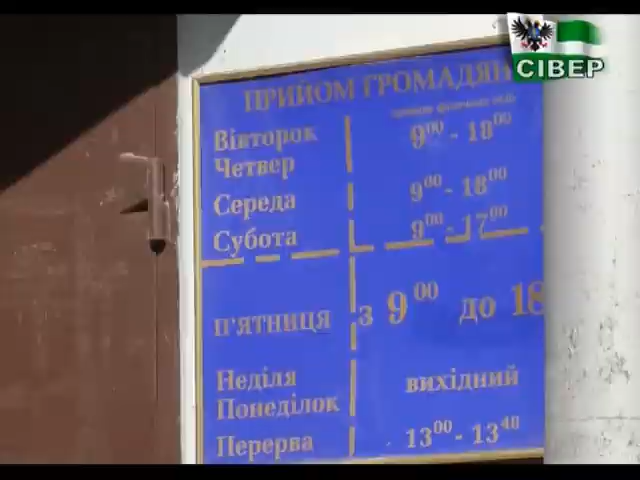 СІВЕР
ПРИЙОМ ГРОМАДЯН
Вівторок 9⁰⁰ - 18⁰⁰
Четвер
Середа 9⁰⁰ - 18⁰⁰
Субота 9⁰⁰ - 17⁰⁰
П'ЯТНИЦЯ з 9⁰⁰ до 18
Неділя вихідний
Понеділок
Перерва 13⁰⁰ - 13⁴⁰